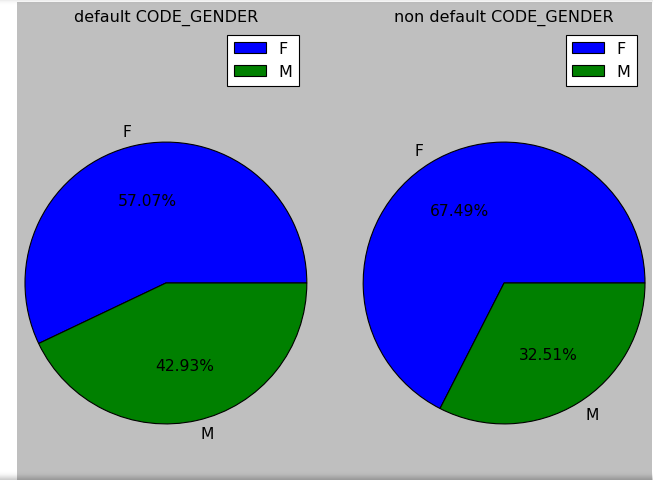 default CODE_GENDER
F
M
F
57.07%
42.93%
M
non default CODE_GENDER
F
M
F
67.49%
32.51%
M